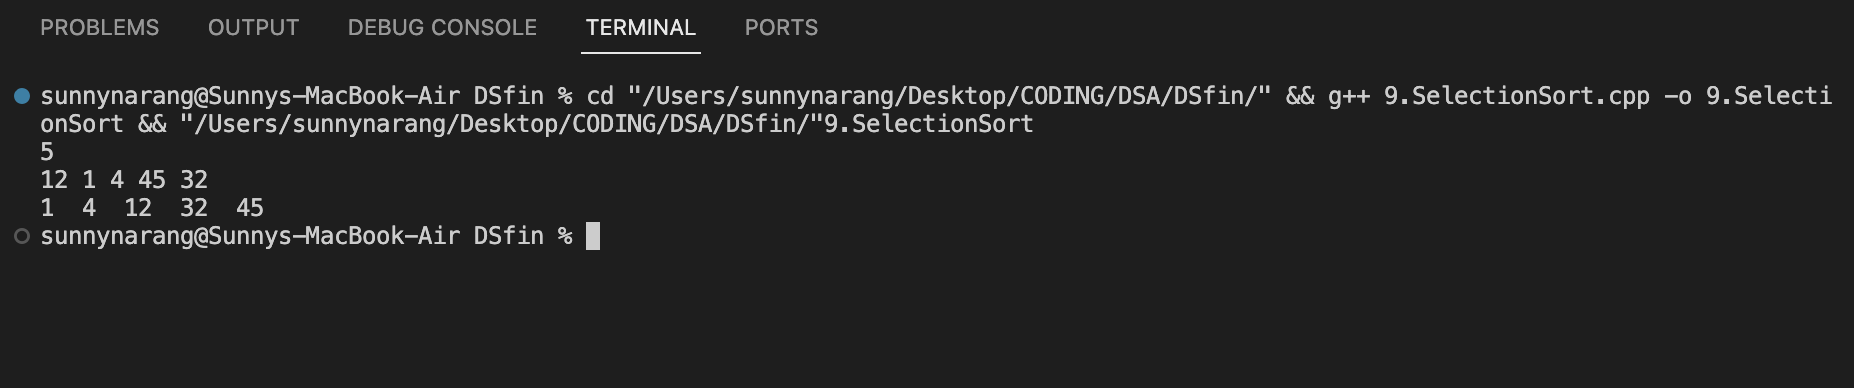 PROBLEMS OUTPUT DEBUG CONSOLE TERMINAL PORTS
sunnynarang@Sunnys-MacBook-Air DSfin % cd "/Users/sunnynarang/Desktop/CODING/DSA/DSfin/" && g++ 9.SelectionSort.cpp -o 9.Selecti
onSort && "/Users/sunnynarang/Desktop/CODING/DSA/DSfin/"9.SelectionSort
5
12 1 4 45 32
1  4  12  32  45
sunnynarang@Sunnys-MacBook-Air DSfin %